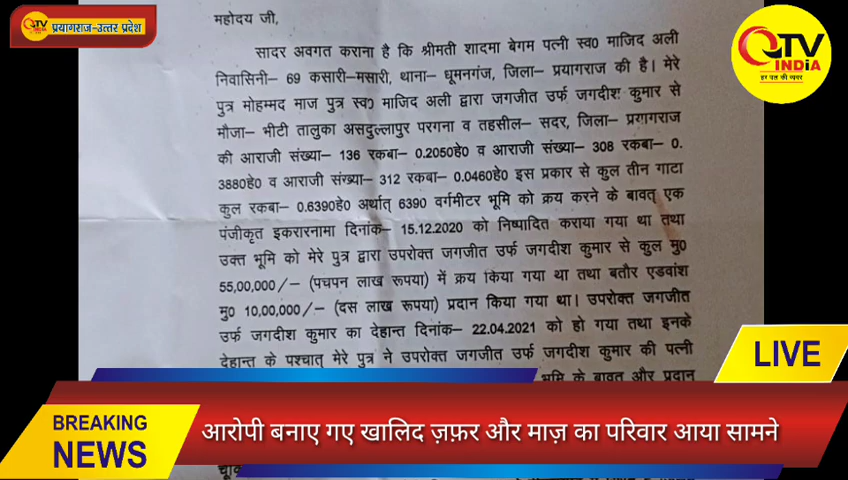 QTV
INDIA
प्रयागराज-उत्तर प्रदेश
QTV
INDIA
हर पल की खबर
महोदय जी,
सादर अवगत कराना है कि श्रीमती शादमा बेगम पत्नी स्व0 माजिद अली
निवासिनी– 69 कसारी–मसारी, थाना– धूमनगंज, जिला– प्रयागराज की है। मेरे
पुत्र मोहम्मद माज पुत्र स्व0 माजिद अली द्वारा जगजीत उर्फ जगदीश कुमार से
मौजा– भीटी तालुका असदुल्लापुर परगना व तहसील– सदर, जिला– प्रयागराज
की आराजी संख्या– 136 रकबा– 0.2050हे0 व आराजी संख्या– 308 रकबा– 0.
3880हे0 व आराजी संख्या– 312 रकबा– 0.0460हे0 इस प्रकार से कुल तीन गाटा
कुल रकबा– 0.6390हे0 अर्थात् 6390 वर्गमीटर भूमि को क्रय करने के बावत् एक
पंजीकृत इकरारनामा दिनांक– 15.12.2020 को निष्पादित कराया गया था तथा
उक्त भूमि को मेरे पुत्र द्वारा उपरोक्त जगजीत उर्फ जगदीश कुमार से कुल मु0
55,00,000/– (पचपन लाख रूपया) में क्रय किया गया था तथा बतौर एडवांश
मु0 10,00,000/– (दस लाख रूपया) प्रदान किया गया था। उपरोक्त जगजीत
उर्फ जगदीश कुमार का देहान्त दिनांक– 22.04.2021 को हो गया तथा इनके
देहान्त के पश्चात् मेरे पुत्र ने उपरोक्त जगजीत उर्फ जगदीश कुमार की पत्नी
भूमि के बावत और प्रदान
LIVE
BREAKING
NEWS
आरोपी बनाए गए खालिद ज़फ़र और माज़ का परिवार आया सामने